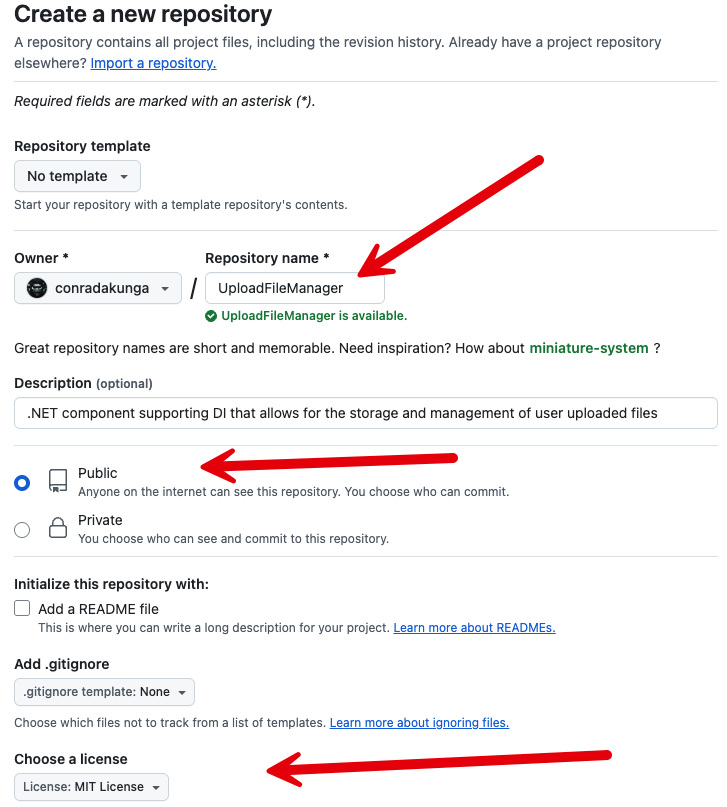 Create a new repository
A repository contains all project files, including the revision history. Already have a project repository
elsewhere? Import a repository.
Required fields are marked with an asterisk (*).
Repository template
No template
Start your repository with a template repository's contents.
Owner *
Repository name *
conradakunga
/
UploadFileManager
UploadFileManager is available.
Great repository names are short and memorable. Need inspiration? How about miniature-system ?
Description (optional)
.NET component supporting DI that allows for the storage and management of user uploaded files
Public
Anyone on the internet can see this repository. You choose who can commit.
Private
You choose who can see and commit to this repository.
Initialize this repository with:
Add a README file
This is where you can write a long description for your project. Learn more about READMEs.
Add .gitignore
.gitignore template: None
Choose which files not to track from a list of templates. Learn more about ignoring files.
Choose a license
License: MIT License